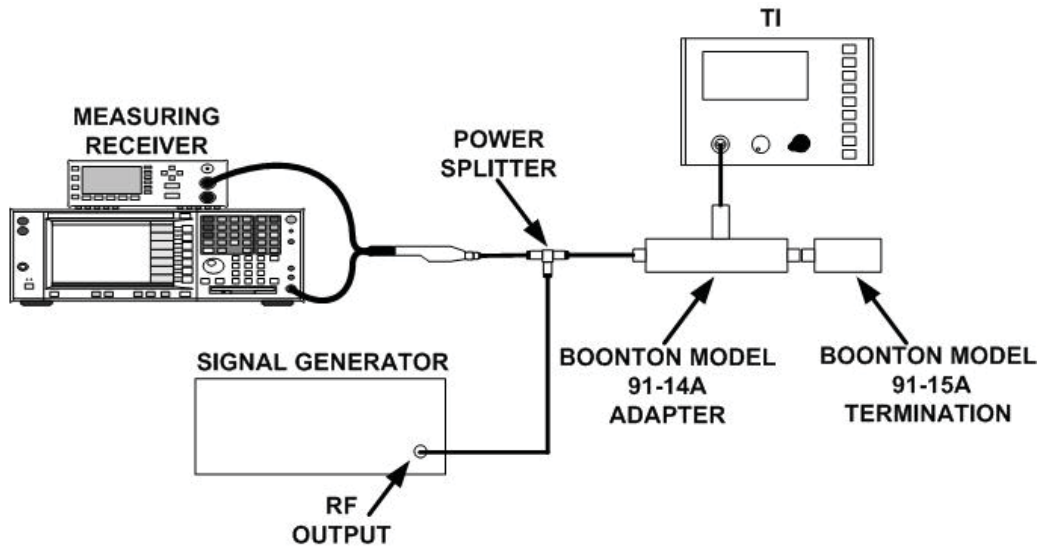 TI
MEASURING
RECEIVER
POWER
SPLITTER
SIGNAL GENERATOR
BOONTON MODEL
91-14A
ADAPTER
BOONTON MODEL
91-15A
TERMINATION
RF
OUTPUT